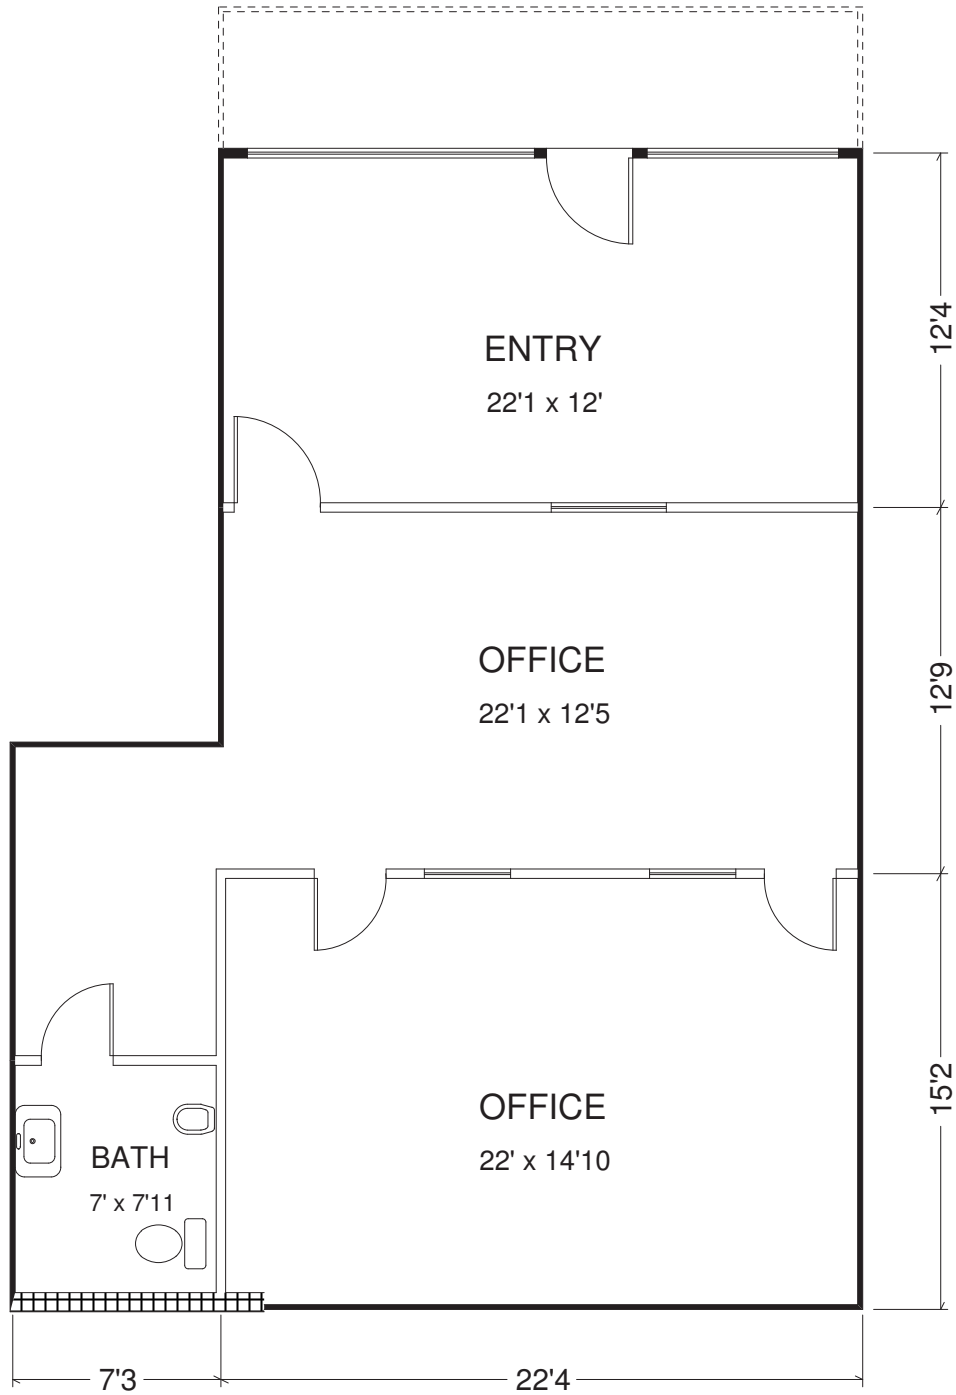 ENTRY
22'1 x 12'
12'4
OFFICE
22'1 x 12'5
12'9
OFFICE
22' x 14'10
15'2
BATH
7' x 7'11
7'3
22'4